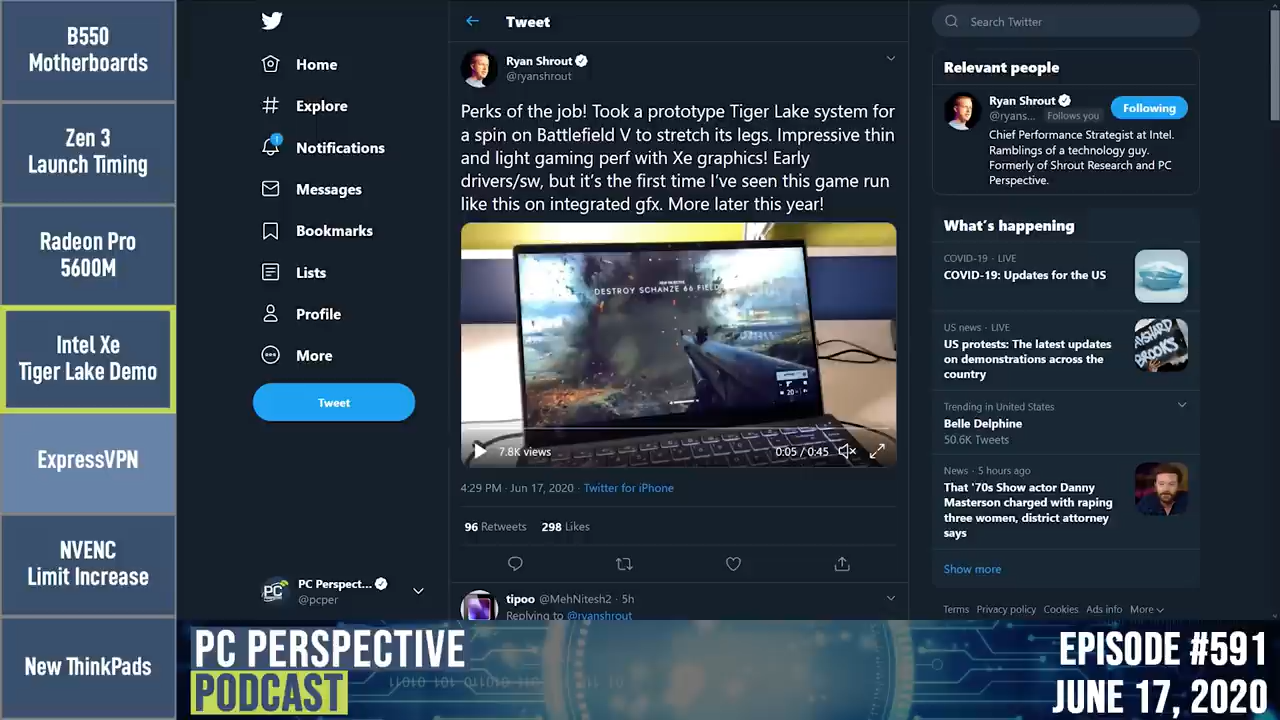 B550
Motherboards
Zen 3
Launch Timing
Radeon Pro
5600M
Intel Xe
Tiger Lake Demo
ExpressVPN
NVENC
Limit Increase
New ThinkPads
Home
Explore
1
Notifications
Messages
Bookmarks
Lists
Profile
More
Tweet
PC Perspect...
@pcper
Tweet
Ryan Shrout
@ryanshrout
Perks of the job! Took a prototype Tiger Lake system for
a spin on Battlefield V to stretch its legs. Impressive thin
and light gaming perf with Xe graphics! Early
drivers/sw, but it's the first time I've seen this game run
like this on integrated gfx. More later this year!
DESTROY SCHANZE 66 FIELD
20
7.8K views
0:05 / 0:45
4:29 PM · Jun 17, 2020 · Twitter for iPhone
96 Retweets 298 Likes
tipoo @MehNitesh2 · 5h
Replying to @ryanshrout
Search Twitter
Relevant people
Ryan Shrout
@ryans... Follows you
Following
Chief Performance Strategist at Intel.
Ramblings of a technology guy.
Formerly of Shrout Research and PC
Perspective.
What's happening
COVID-19 · LIVE
COVID-19: Updates for the US
US news · LIVE
US protests: The latest updates
on demonstrations across the
country
AYSHARD
BROOKS
Trending in United States
Belle Delphine
50.6K Tweets
News · 5 hours ago
That '70s Show actor Danny
Masterson charged with raping
three women, district attorney
says
Show more
Terms Privacy policy Cookies Ads info More
PC PERSPECTIVE
PODCAST
PC
EPISODE #591
JUNE 17, 2020